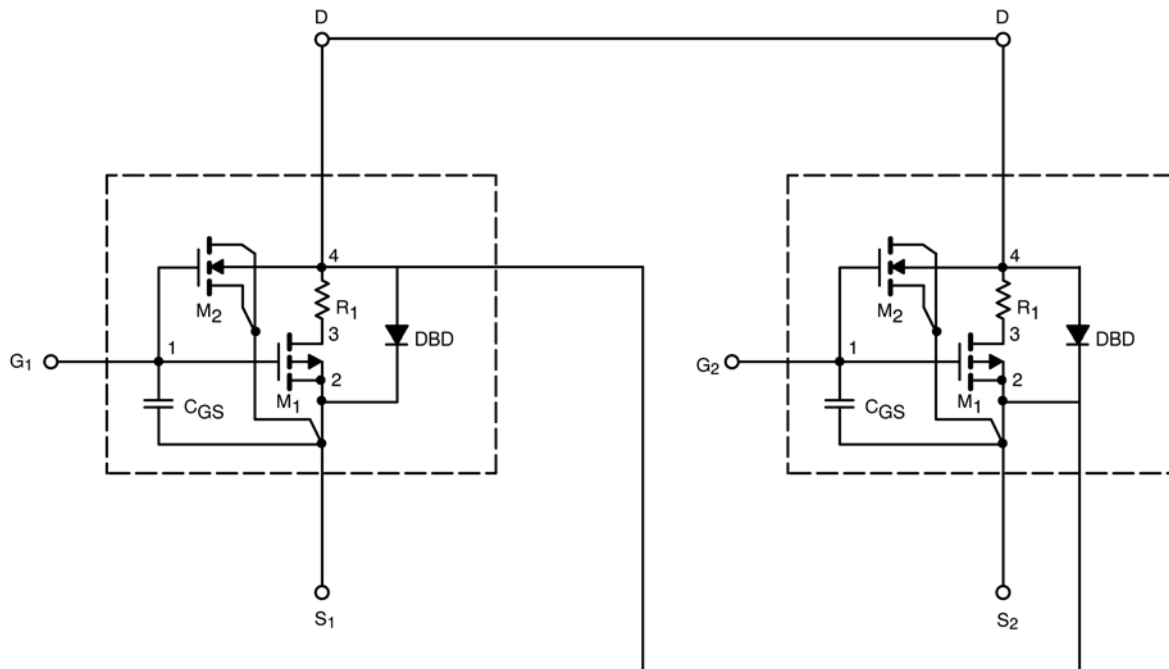 D D
4 4
M2 R1 M2 R1
3 DBD 3 DBD
G1 1 G2 1
2 2
CGS M1 CGS M1
S1 S2